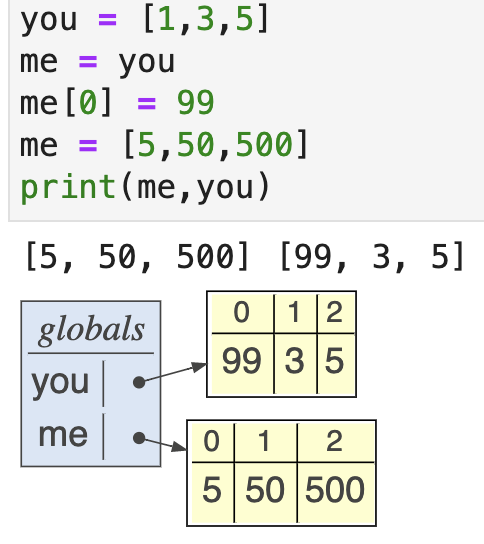 you = [1,3,5]
me = you
me[0] = 99
me = [5,50,500]
print(me,you)
[5, 50, 500] [99, 3, 5]
globals
you
me
0 1 2
99 3 5
0 1 2
5 50 500